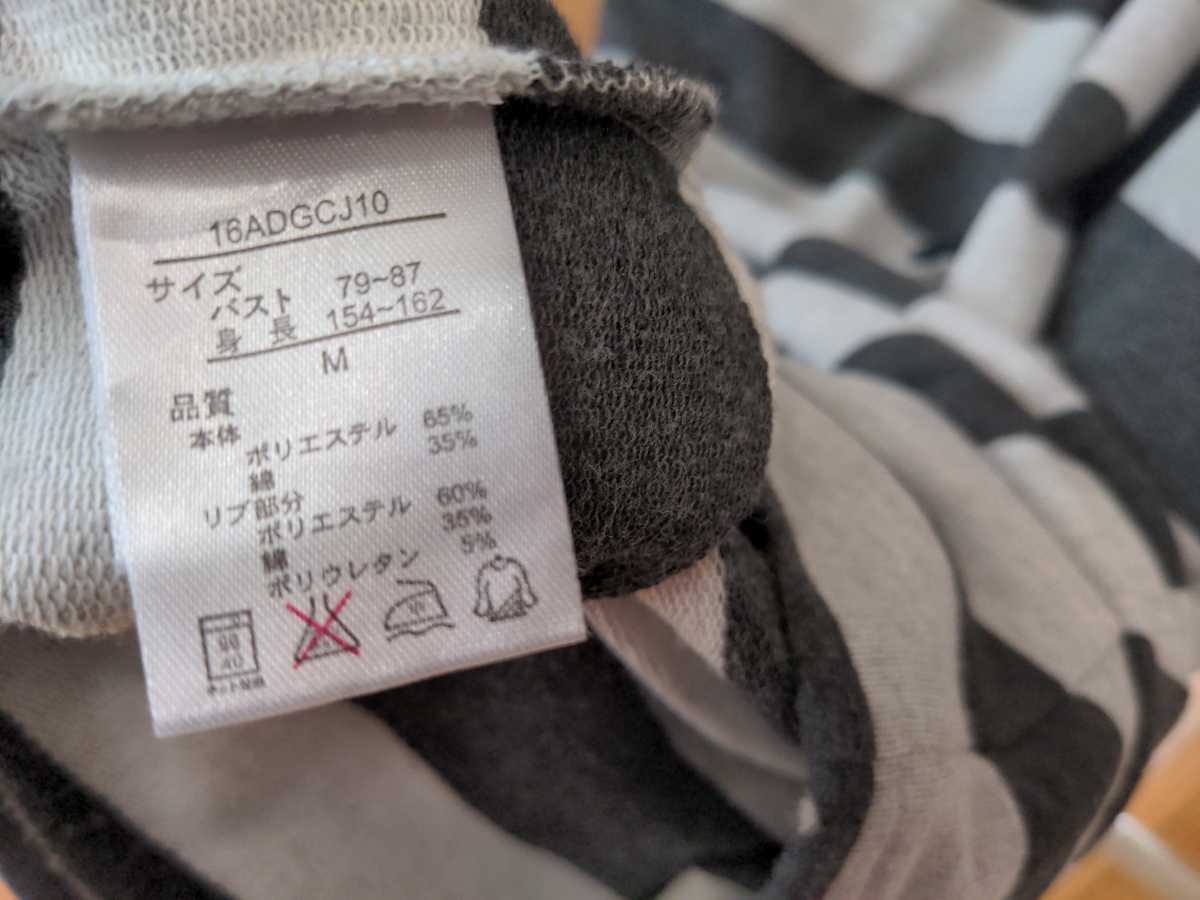 16ADGCJ10
サイズ
バスト 79~87
身長 154~162
M
品質
本体
ポリエステル 65%
綿 35%
リブ部分
ポリエステル 60%
綿 35%
ポリウレタン 5%
40